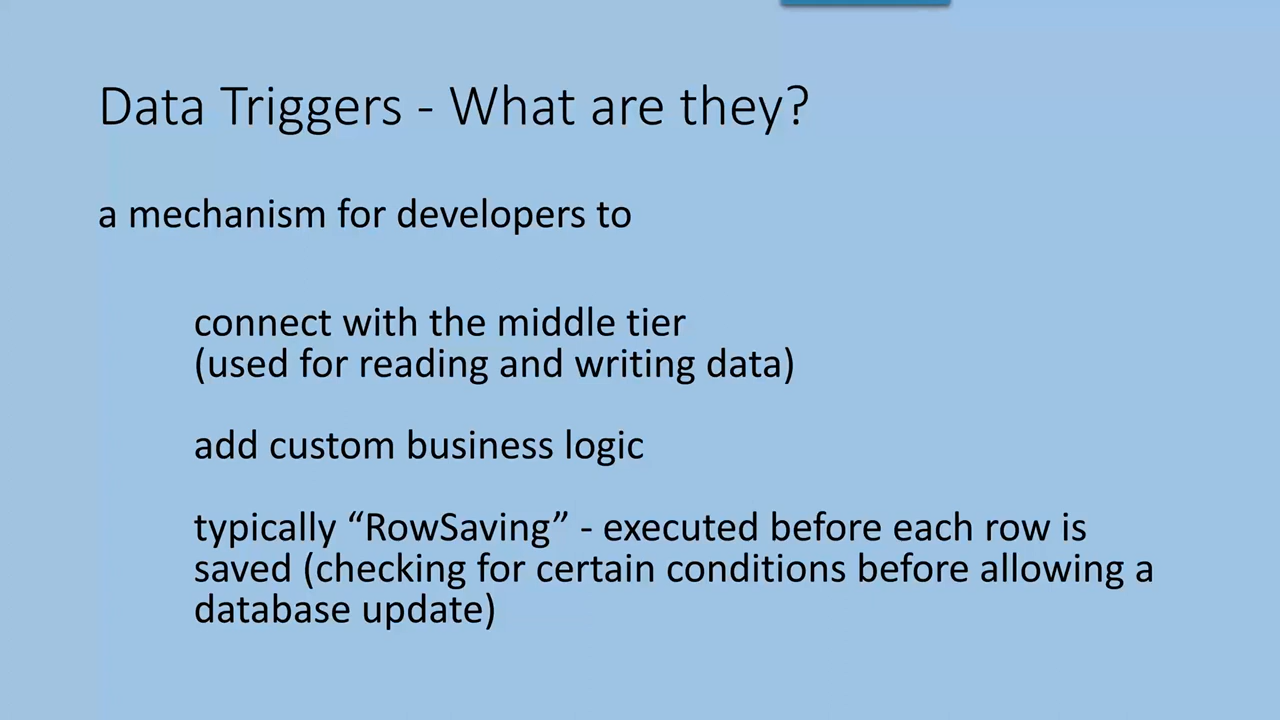 Data Triggers - What are they?
a mechanism for developers to
connect with the middle tier
(used for reading and writing data)
add custom business logic
typically “RowSaving” - executed before each row is
saved (checking for certain conditions before allowing a
database update)